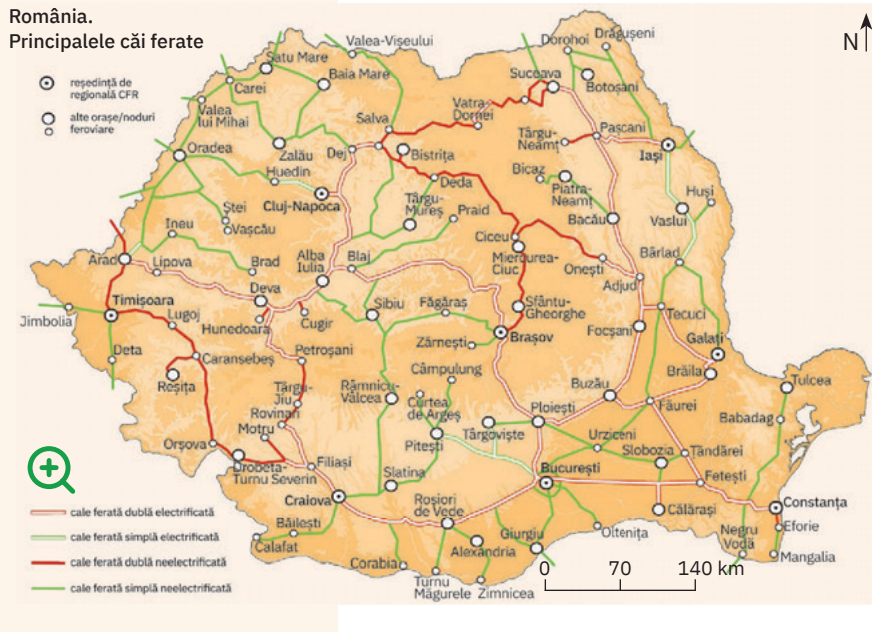 România.
Principalele căi ferate
N
reședință de
regională CFR
alte orașe/noduri
feroviare
Valea-Vișeului
Dorohoi
Drăgușeni
Satu Mare
Baia Mare
Carei
Suceava
Botoșani
Valea
lui Mihai
Vatra-
Dornei
Salva
Târgu-
Neamț
Pașcani
Iași
Oradea
Zalău
Dej
Bistrița
Huedin
Deda
Bicaz
Piatra-
Neamț
Cluj-Napoca
Târgu-
Mureș
Praid
Huși
Ștei
Vașcău
Bacău
Vaslui
Ineu
Ciceu
Miercurea-
Ciuc
Arad
Lipova
Brad
Alba
Iulia
Blaj
Onești
Bârlad
Deva
Adjud
Timișoara
Lugoj
Hunedoara
Cugir
Sibiu
Făgăraș
Sfântu-
Gheorghe
Tecuci
Jimbolia
Focșani
Galați
Deta
Caransebeș
Petroșani
Zărnești
Brașov
Brăila
Reșița
Câmpulung
Buzău
Tulcea
Târgu-
Jiu
Râmnicu-
Vâlcea
Curtea
de Argeș
Ploiești
Făurei
Babadag
Rovinari
Motru
Târgoviște
Urziceni
Orșova
Pitești
Slobozia
Țăndărei
Drobeta-
Turnu Severin
Filiași
București
Fetești
Slatina
Craiova
Roșiori
de Vede
Constanța
Călărași
Eforie
Băilești
Giurgiu
Oltenița
Negru
Vodă
Calafat
Alexandria
Mangalia
Corabia
Turnu
Măgurele
Zimnicea
0 70 140 km
cale ferată dublă electrificată
cale ferată simplă electrificată
cale ferată dublă neelectrificată
cale ferată simplă neelectrificată